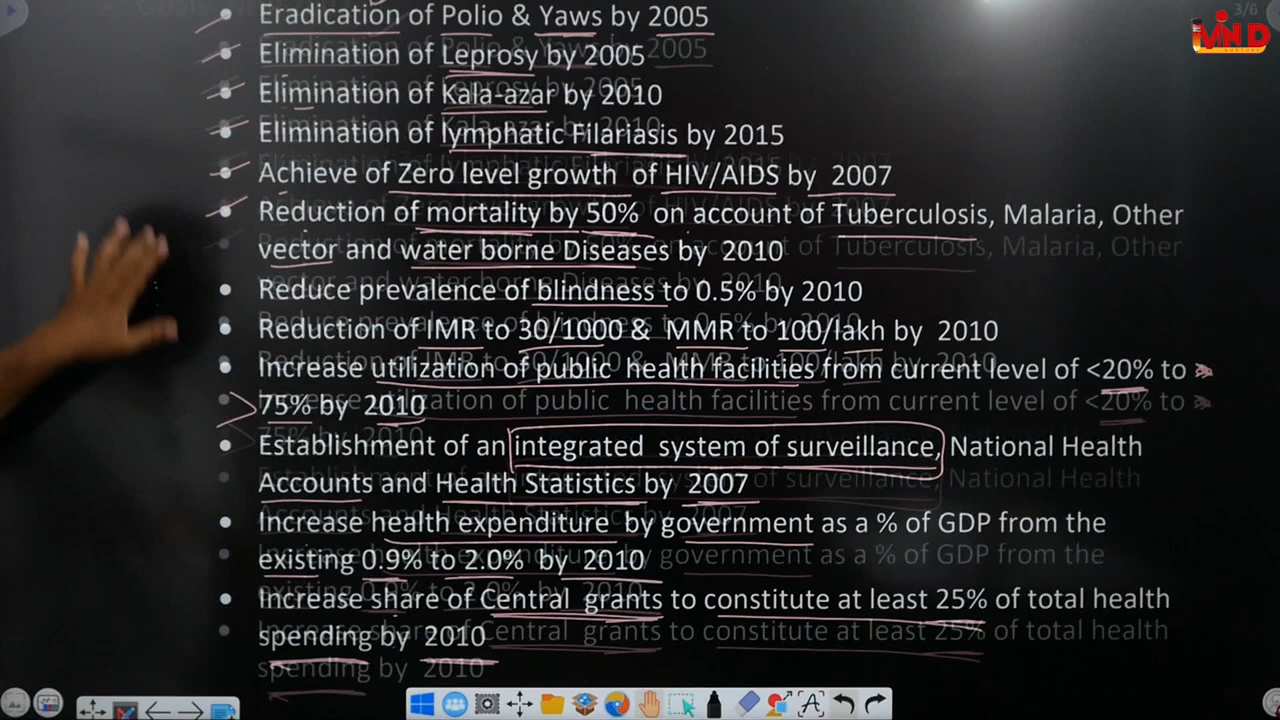 3/6
MIND
• Eradication of Polio & Yaws by 2005
• Elimination of Leprosy by 2005
• Elimination of Kala-azar by 2010
• Elimination of lymphatic Filariasis by 2015
• Achieve of Zero level growth of HIV/AIDS by 2007
• Reduction of mortality by 50% on account of Tuberculosis, Malaria, Other
vector and water borne Diseases by 2010
• Reduce prevalence of blindness to 0.5% by 2010
• Reduction of IMR to 30/1000 & MMR to 100/lakh by 2010
• Increase utilization of public health facilities from current level of <20% to
> 75% by 2010
• Establishment of an integrated system of surveillance, National Health
Accounts and Health Statistics by 2007
• Increase health expenditure by government as a % of GDP from the
existing 0.9% to 2.0% by 2010
• Increase share of Central grants to constitute at least 25% of total health
spending by 2010